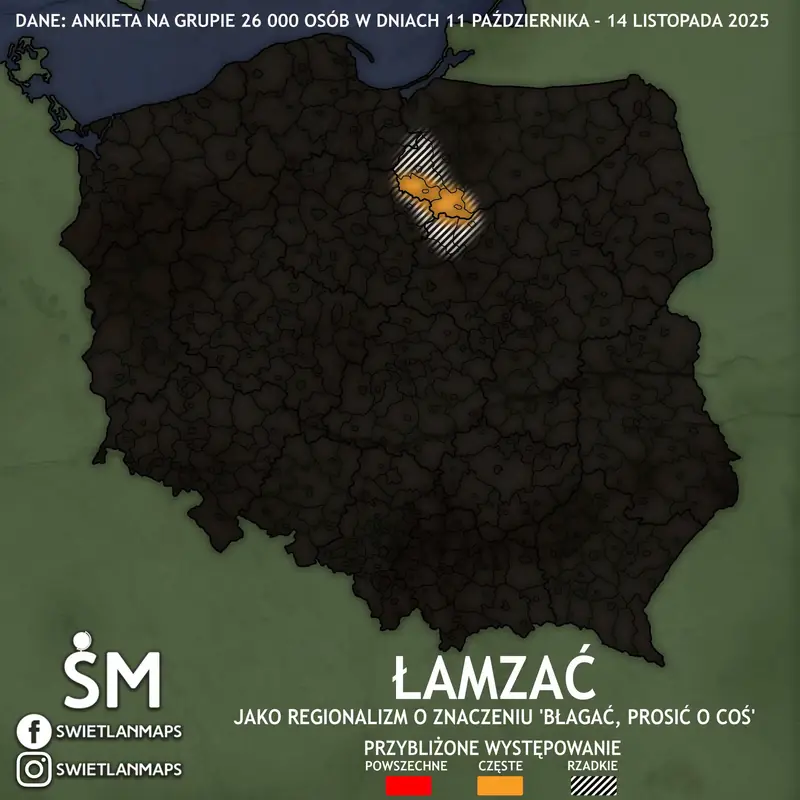 DANE: ANKIETA NA GRUPIE 26 000 OSÓB W DNIACH 11 PAŹDZIERNIKA - 14 LISTOPADA 2025
ŚM
SWIETLANMAPS
SWIETLANMAPS
ŁAMZAĆ
JAKO REGIONALIZM O ZNACZENIU 'BŁAGAĆ, PROSIĆ O COŚ'
PRZYBLIŻONE WYSTĘPOWANIE
POWSZECHNE CZĘSTE RZADKIE